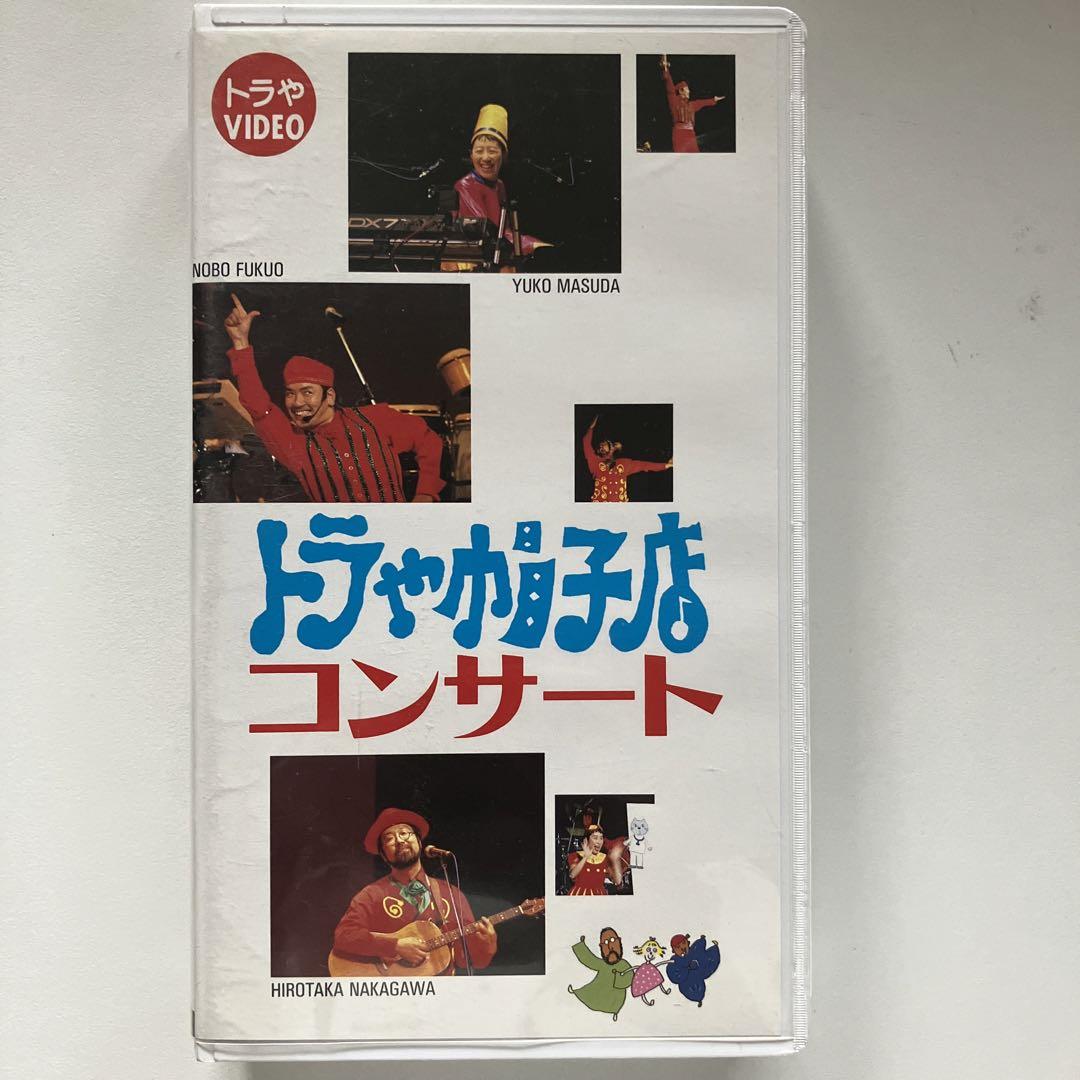 トラや
VIDEO
DX7
NOBO FUKUO
YUKO MASUDA
トラや帽子店
コンサート
HIROTAKA NAKAGAWA